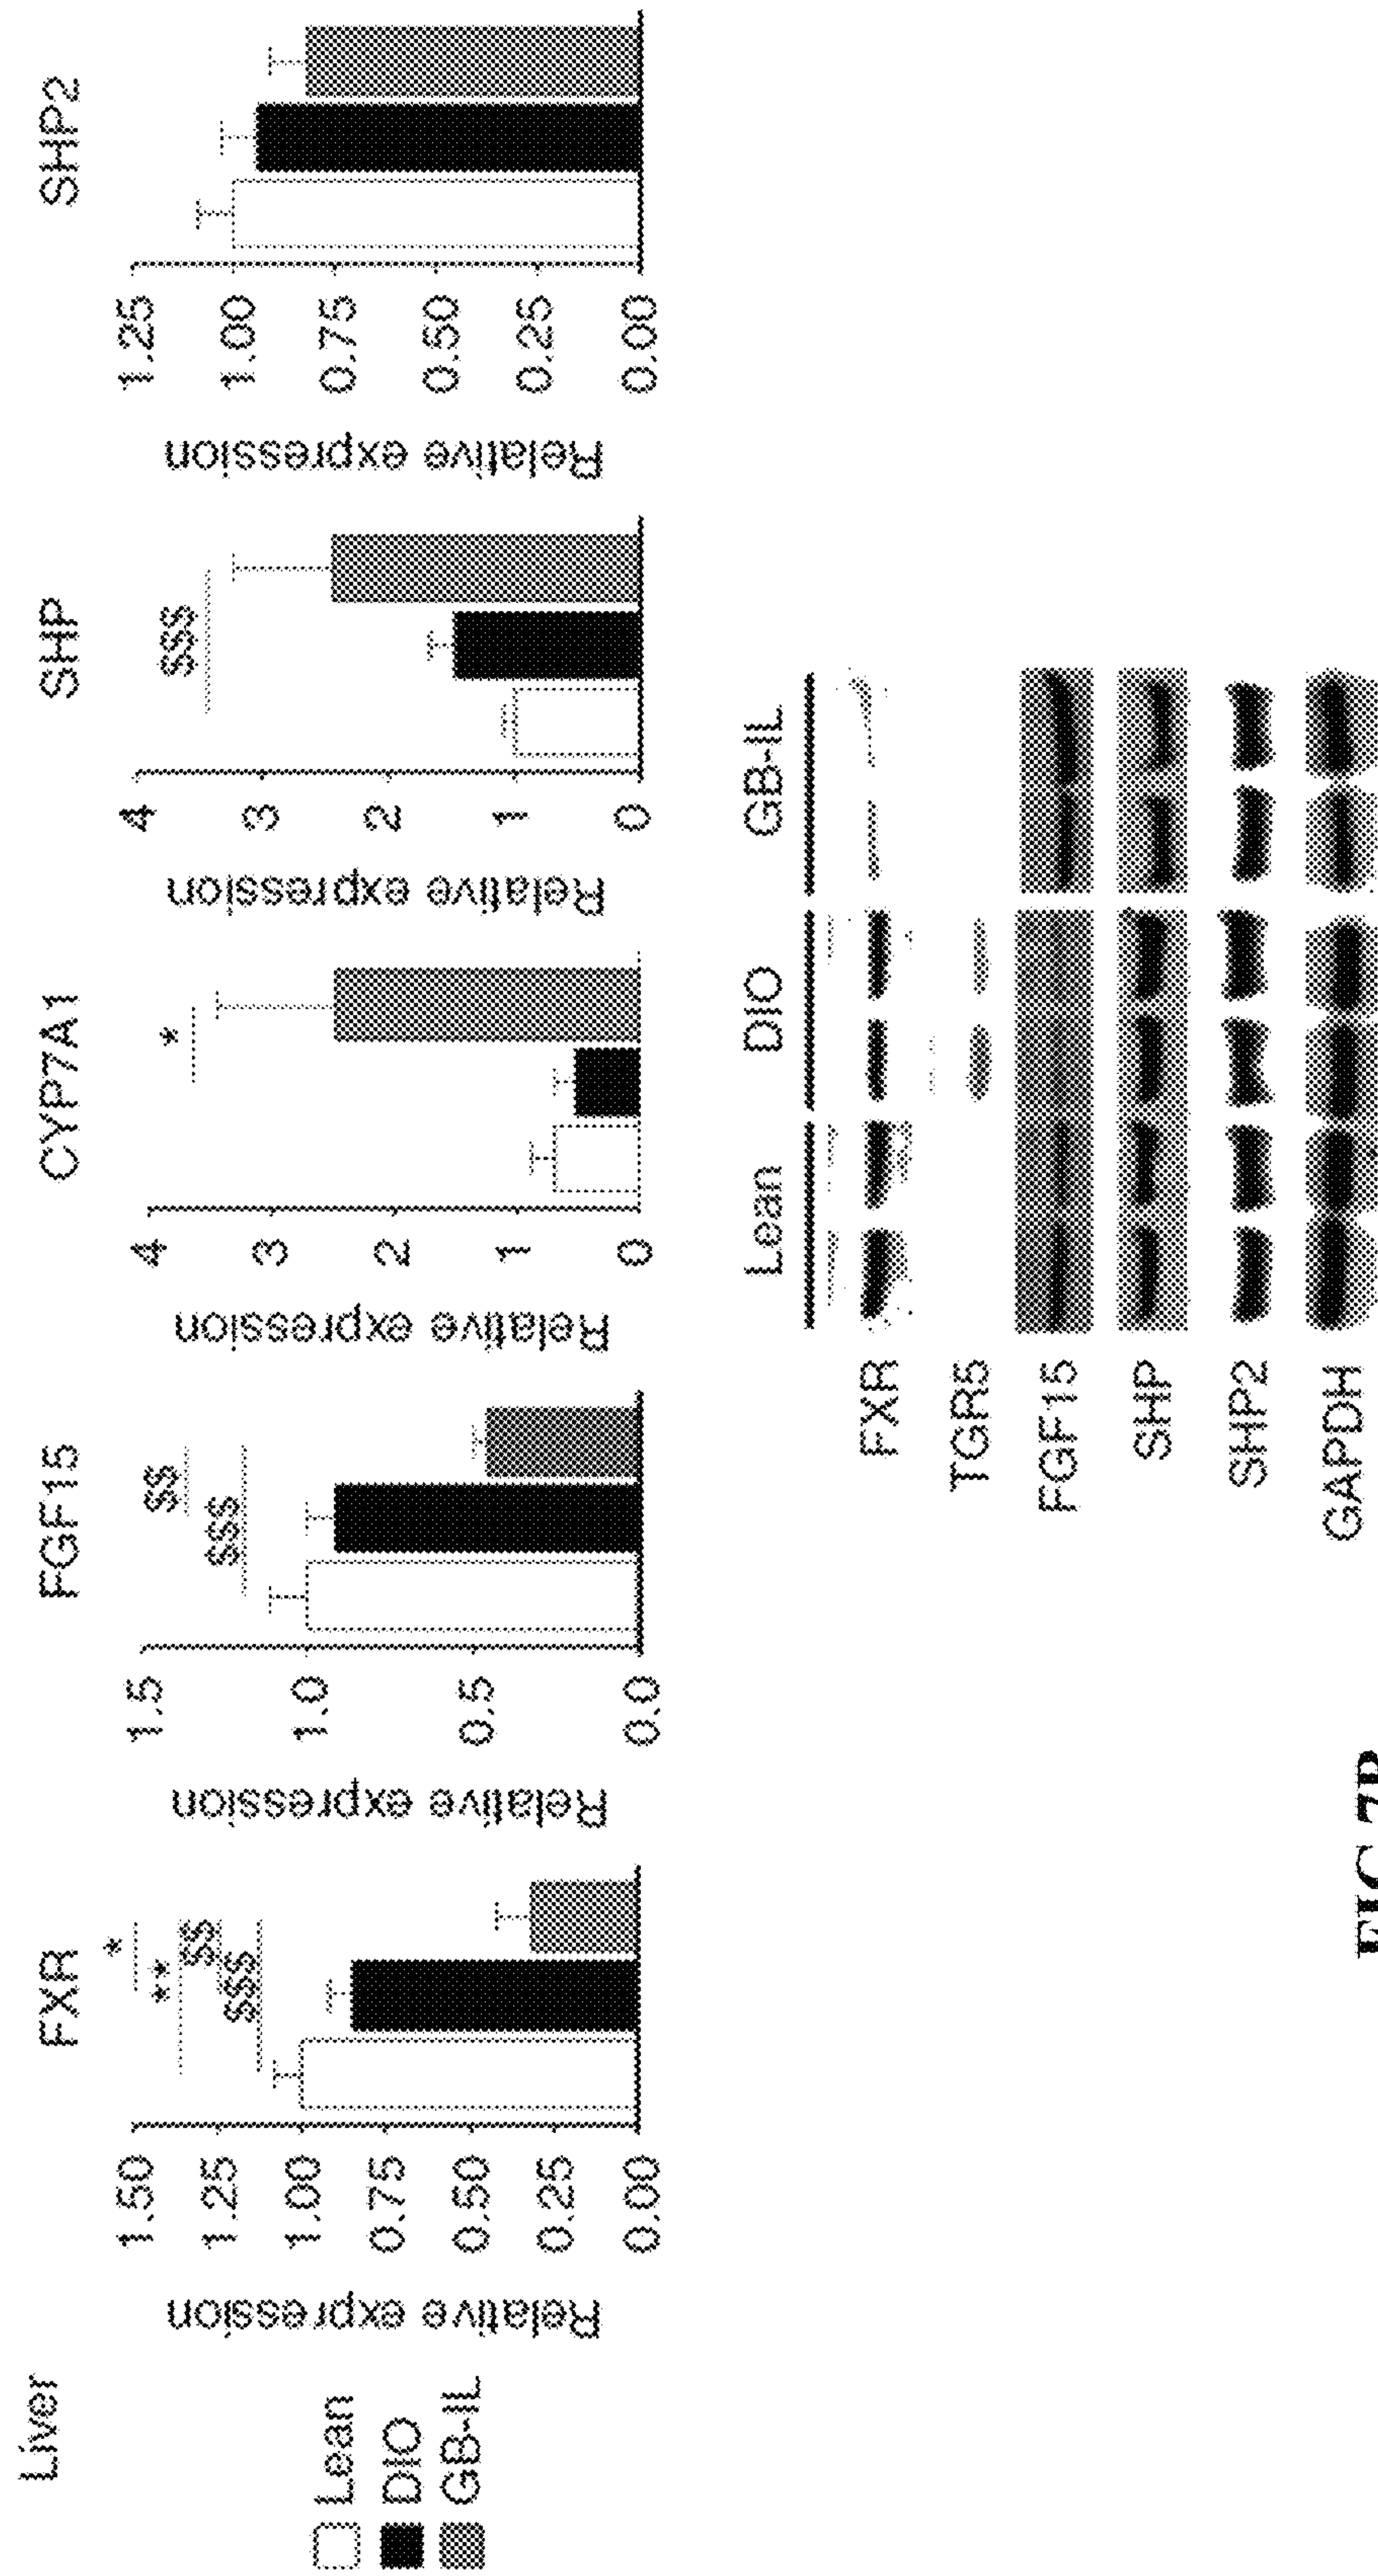 Liver
Lean
DIO
GB-IL
FXR
Relative expression
1.50
1.25
1.00
0.75
0.50
0.25
0.00
*
**
$$
$$$
FGF15
Relative expression
1.5
1.0
0.5
0.0
$$
$$$
CYP7A1
Relative expression
4
3
2
1
0
*
SHP
Relative expression
4
3
2
1
0
$$$
SHP2
Relative expression
1.25
1.00
0.75
0.50
0.25
0.00
Lean DIO GB-IL
FXR
TGR5
FGF15
SHP
SHP2
GAPDH